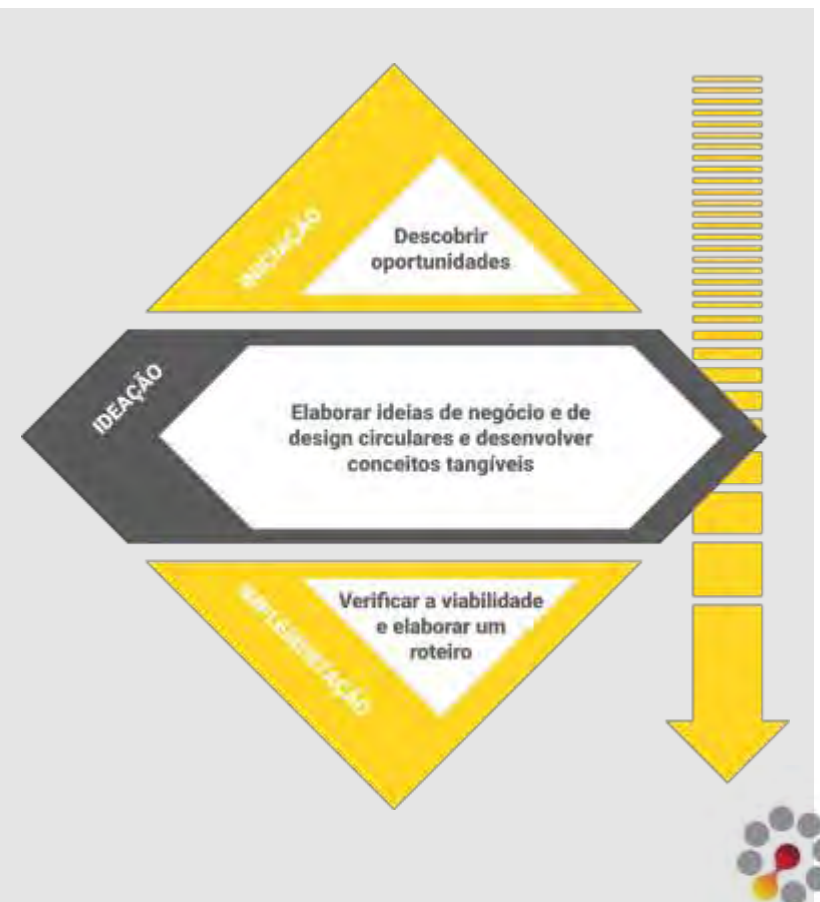 INICIAÇÃO
Descobrir
oportunidades
IDEAÇÃO
Elaborar ideias de negócio e de
design circulares e desenvolver
conceitos tangíveis
IMPLEMENTAÇÃO
Verificar a viabilidade
e elaborar um
roteiro